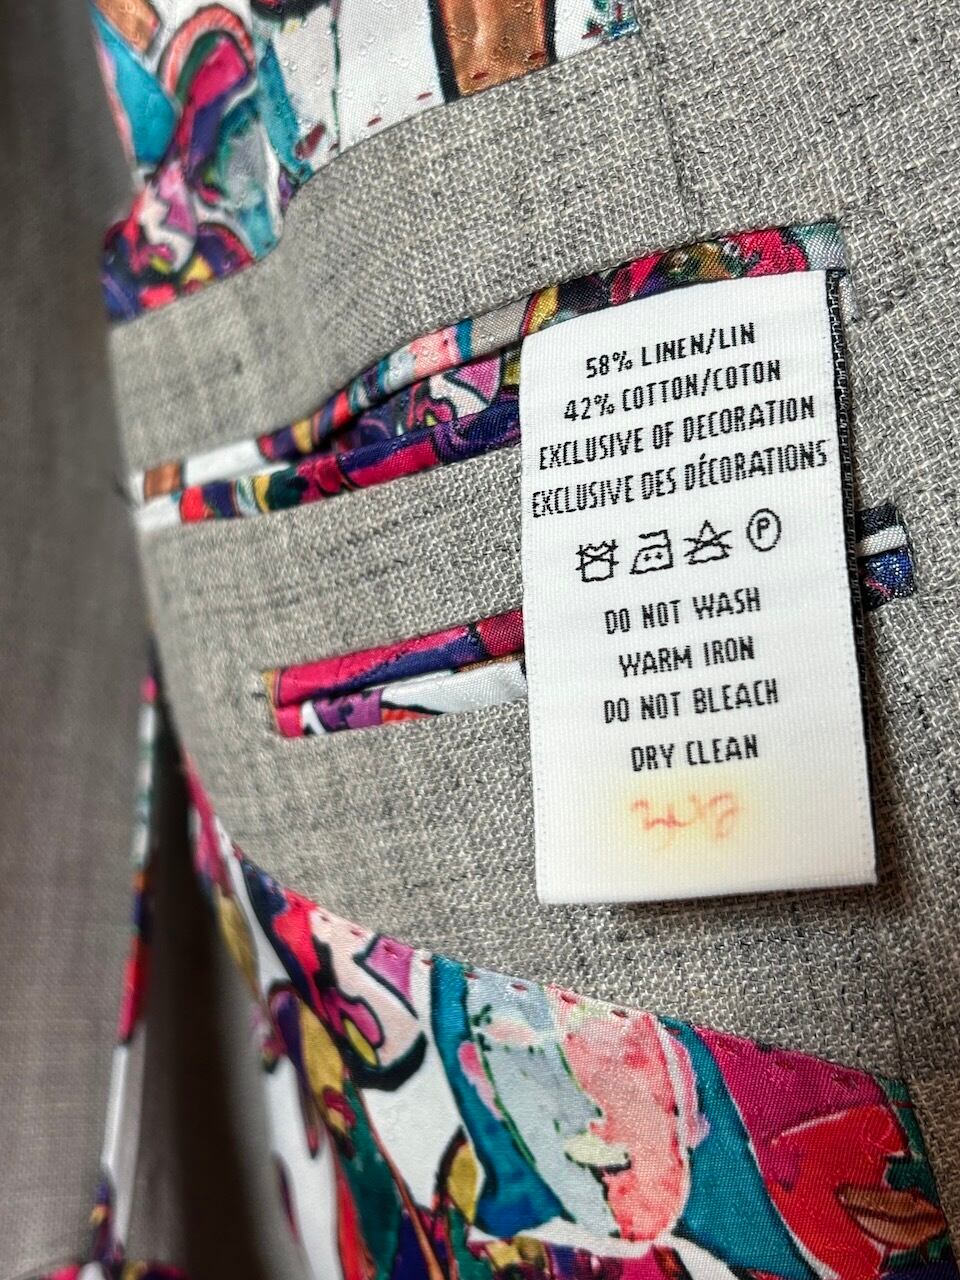 58% LINEN/LIN
42% COTTON/COTON
EXCLUSIVE OF DECORATION
EXCLUSIVE DES DÉCORATIONS
P
DO NOT WASH
WARM IRON
DO NOT BLEACH
DRY CLEAN